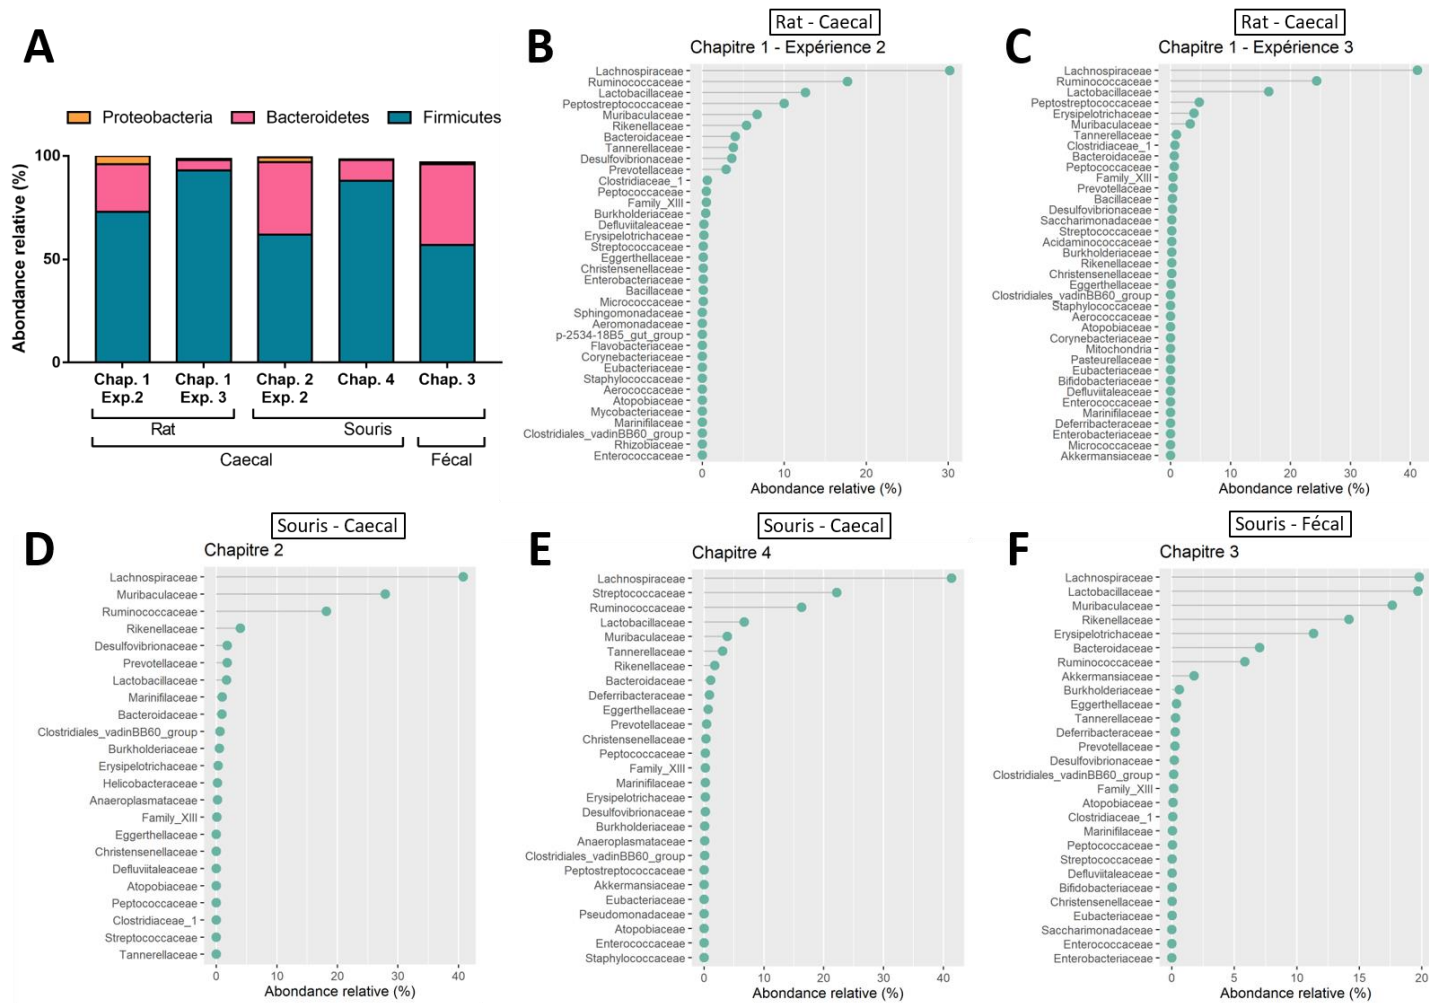 A
Proteobacteria Bacteroidetes Firmicutes
Abondance relative (%)
100
50
0
Chap. 1 Chap. 1 Chap. 2 Chap. 4 Chap. 3
Exp.2 Exp. 3 Exp. 2
Rat Souris
Caecal Fécal
B
Rat - Caecal
Chapitre 1 - Expérience 2
Lachnospiraceae
Ruminococcaceae
Lactobacillaceae
Peptostreptococcaceae
Muribaculaceae
Rikenellaceae
Bacteroidaceae
Tannerellaceae
Desulfovibrionaceae
Prevotellaceae
Clostridiaceae_1
Peptococcaceae
Family_XIII
Burkholderiaceae
Defluviitaleaceae
Erysipelotrichaceae
Streptococcaceae
Eggerthellaceae
Christensenellaceae
Enterobacteriaceae
Bacillaceae
Micrococcaceae
Sphingomonadaceae
Aeromonadaceae
p-2534-18B5_gut_group
Flavobacteriaceae
Corynebacteriaceae
Eubacteriaceae
Staphylococcaceae
Aerococcaceae
Atopobiaceae
Mycobacteriaceae
Marinifilaceae
Clostridiales_vadinBB60_group
Rhizobiaceae
Enterococcaceae
0 10 20 30
Abondance relative (%)
C
Rat - Caecal
Chapitre 1 - Expérience 3
Lachnospiraceae
Ruminococcaceae
Lactobacillaceae
Peptostreptococcaceae
Erysipelotrichaceae
Muribaculaceae
Tannerellaceae
Clostridiaceae_1
Bacteroidaceae
Peptococcaceae
Family_XIII
Prevotellaceae
Bacillaceae
Desulfovibrionaceae
Saccharimonadaceae
Streptococcaceae
Acidaminococcaceae
Burkholderiaceae
Rikenellaceae
Christensenellaceae
Eggerthellaceae
Clostridiales_vadinBB60_group
Staphylococcaceae
Aerococcaceae
Atopobiaceae
Corynebacteriaceae
Mitochondria
Pasteurellaceae
Eubacteriaceae
Bifidobacteriaceae
Defluviitaleaceae
Enterococcaceae
Marinifilaceae
Deferribacteraceae
Enterobacteriaceae
Micrococcaceae
Akkermansiaceae
0 10 20 30 40
Abondance relative (%)
D
Souris - Caecal
Chapitre 2
Lachnospiraceae
Muribaculaceae
Ruminococcaceae
Rikenellaceae
Desulfovibrionaceae
Prevotellaceae
Lactobacillaceae
Marinifilaceae
Bacteroidaceae
Clostridiales_vadinBB60_group
Burkholderiaceae
Erysipelotrichaceae
Helicobacteraceae
Anaeroplasmataceae
Family_XIII
Eggerthellaceae
Christensenellaceae
Defluviitaleaceae
Atopobiaceae
Peptococcaceae
Clostridiaceae_1
Streptococcaceae
Tannerellaceae
0 10 20 30 40
Abondance relative (%)
E
Souris - Caecal
Chapitre 4
Lachnospiraceae
Streptococcaceae
Ruminococcaceae
Lactobacillaceae
Muribaculaceae
Tannerellaceae
Rikenellaceae
Bacteroidaceae
Deferribacteraceae
Eggerthellaceae
Prevotellaceae
Christensenellaceae
Peptococcaceae
Family_XIII
Marinifilaceae
Erysipelotrichaceae
Desulfovibrionaceae
Burkholderiaceae
Anaeroplasmataceae
Clostridiales_vadinBB60_group
Peptostreptococcaceae
Akkermansiaceae
Eubacteriaceae
Pseudomonadaceae
Atopobiaceae
Enterococcaceae
Staphylococcaceae
0 10 20 30 40
Abondance relative (%)
F
Souris - Fécal
Chapitre 3
Lachnospiraceae
Lactobacillaceae
Muribaculaceae
Rikenellaceae
Erysipelotrichaceae
Bacteroidaceae
Ruminococcaceae
Akkermansiaceae
Burkholderiaceae
Eggerthellaceae
Tannerellaceae
Deferribacteraceae
Prevotellaceae
Desulfovibrionaceae
Clostridiales_vadinBB60_group
Family_XIII
Atopobiaceae
Clostridiaceae_1
Marinifilaceae
Peptococcaceae
Streptococcaceae
Defluviitaleaceae
Bifidobacteriaceae
Christensenellaceae
Eubacteriaceae
Saccharimonadaceae
Enterococcaceae
Enterobacteriaceae
0 5 10 15 20
Abondance relative (%)